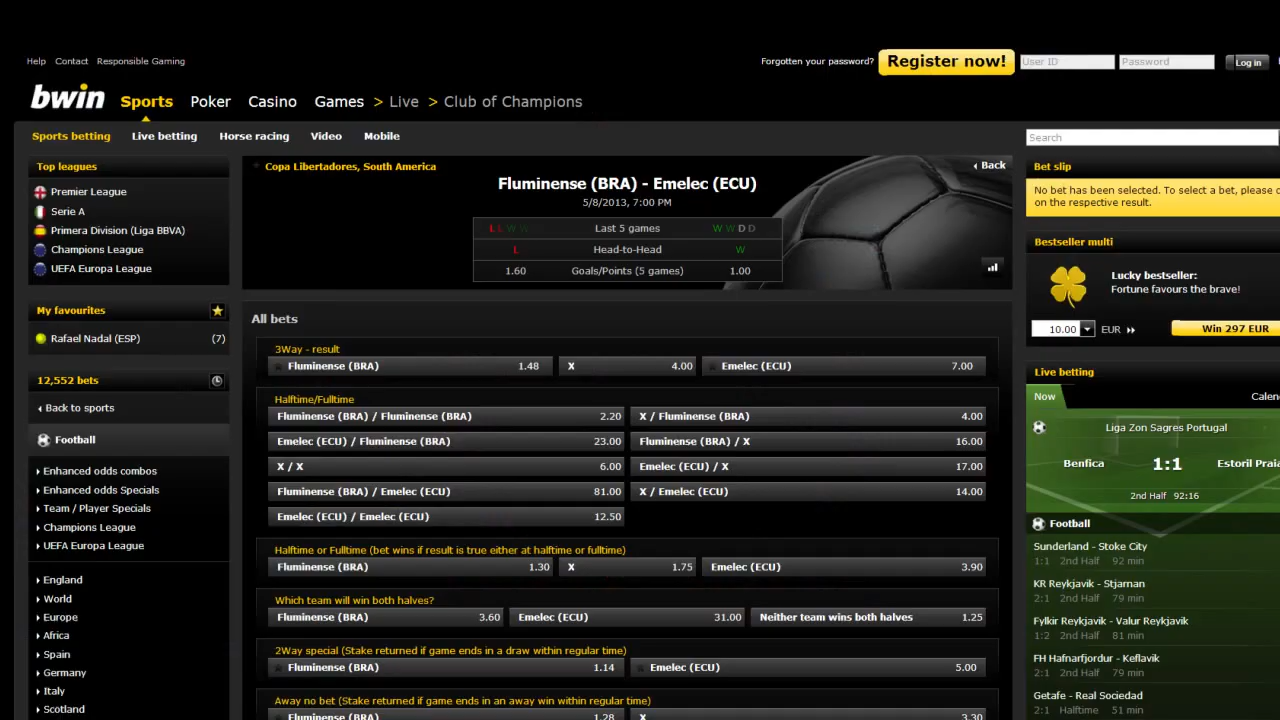 Help Contact Responsible Gaming
Forgotten your password? Register now! User ID Password Log in
bwin Sports Poker Casino Games > Live > Club of Champions
Sports betting Live betting Horse racing Video Mobile
Search
Top leagues
Premier League
Serie A
Primera Division (Liga BBVA)
Champions League
UEFA Europa League
My favourites
Rafael Nadal (ESP) (7)
12,552 bets
Back to sports
Football
Enhanced odds combos
Enhanced odds Specials
Team / Player Specials
Champions League
UEFA Europa League
England
World
Europe
Africa
Spain
Germany
Italy
Scotland
Copa Libertadores, South America
Back
Fluminense (BRA) - Emelec (ECU)
5/8/2013, 7:00 PM
L L W W Last 5 games W W D D
L Head-to-Head W
1.60 Goals/Points (5 games) 1.00
All bets
3Way - result
Fluminense (BRA) 1.48 X 4.00 Emelec (ECU) 7.00
Halftime/Fulltime
Fluminense (BRA) / Fluminense (BRA) 2.20 X / Fluminense (BRA) 4.00
Emelec (ECU) / Fluminense (BRA) 23.00 Fluminense (BRA) / X 16.00
X / X 6.00 Emelec (ECU) / X 17.00
Fluminense (BRA) / Emelec (ECU) 81.00 X / Emelec (ECU) 14.00
Emelec (ECU) / Emelec (ECU) 12.50
Halftime or Fulltime (bet wins if result is true either at halftime or fulltime)
Fluminense (BRA) 1.30 X 1.75 Emelec (ECU) 3.90
Which team will win both halves?
Fluminense (BRA) 3.60 Emelec (ECU) 31.00 Neither team wins both halves 1.25
2Way special (Stake returned if game ends in a draw within regular time)
Fluminense (BRA) 1.14 Emelec (ECU) 5.00
Away no bet (Stake returned if game ends in an away win within regular time)
Fluminense (BRA) 1.28 X 3.30
Bet slip
No bet has been selected. To select a bet, please c
on the respective result.
Bestseller multi
Lucky bestseller:
Fortune favours the brave!
10.00 EUR Win 297 EUR
Live betting
Now Calen
Liga Zon Sagres Portugal
Benfica 1:1 Estoril Praia
2nd Half 92:16
Football
Sunderland - Stoke City
1:1 2nd Half 92 min
KR Reykjavik - Stjarnan
2:1 2nd Half 79 min
Fylkir Reykjavik - Valur Reykjavik
1:2 2nd Half 81 min
FH Hafnarfjordur - Keflavik
2:1 2nd Half 79 min
Getafe - Real Sociedad
2:1 Halftime 51 min